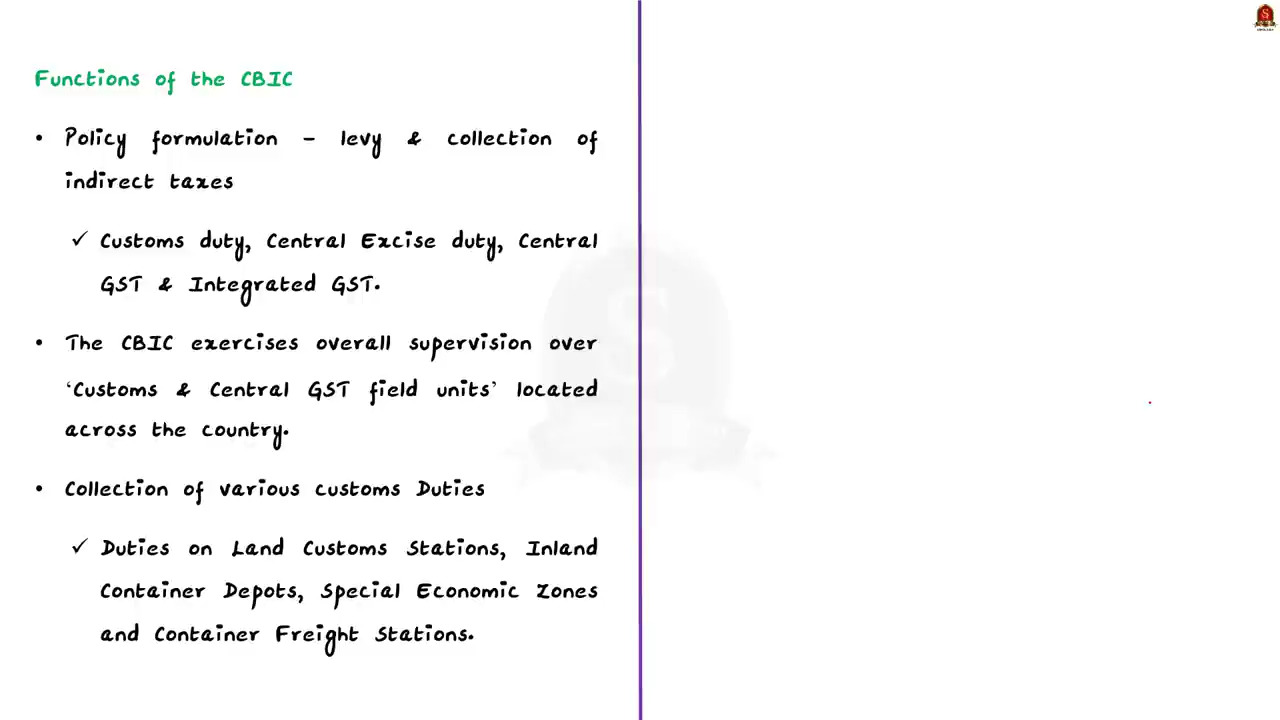 Functions of the CBIC
• Policy formulation – levy & collection of
indirect taxes
✓ Customs duty, Central Excise duty, Central
GST & Integrated GST.
• The CBIC exercises overall supervision over
‘Customs & Central GST field units’ located
across the country.
• Collection of various customs Duties
✓ Duties on Land Customs Stations, Inland
Container Depots, Special Economic Zones
and Container Freight Stations.